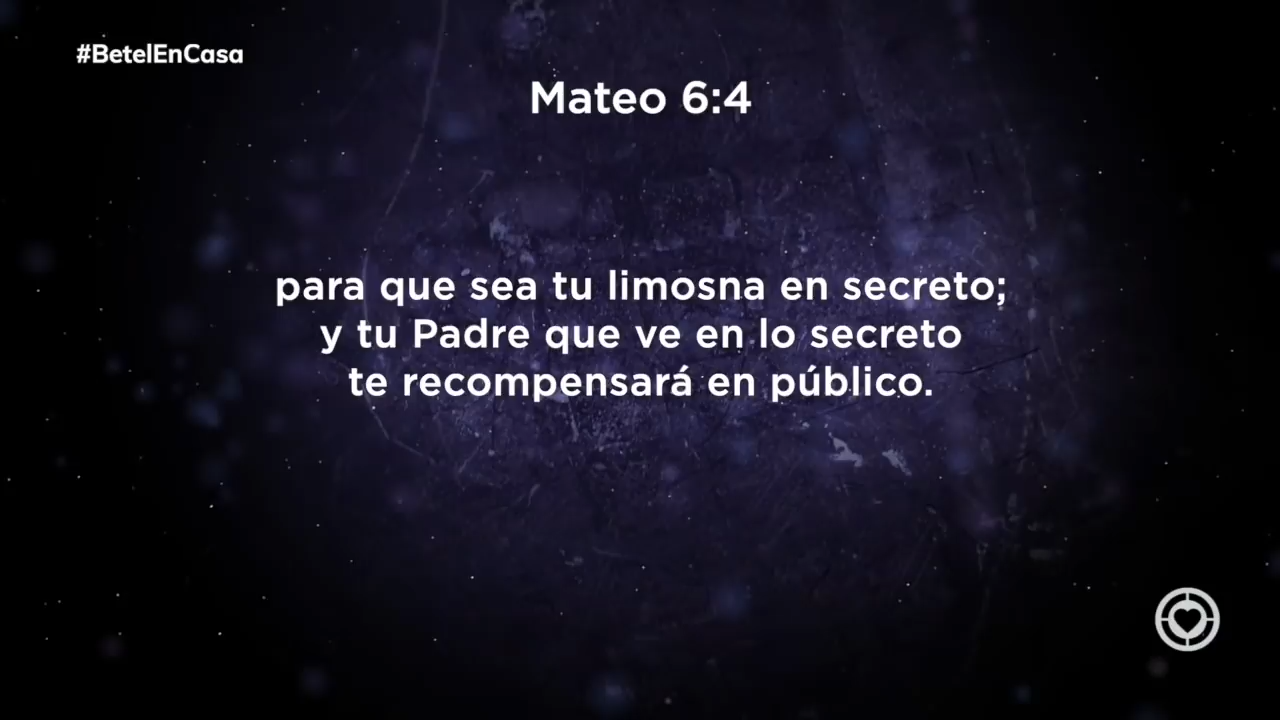 #BetelEnCasa
Mateo 6:4
para que sea tu limosna en secreto;
y tu Padre que ve en lo secreto
te recompensará en público.